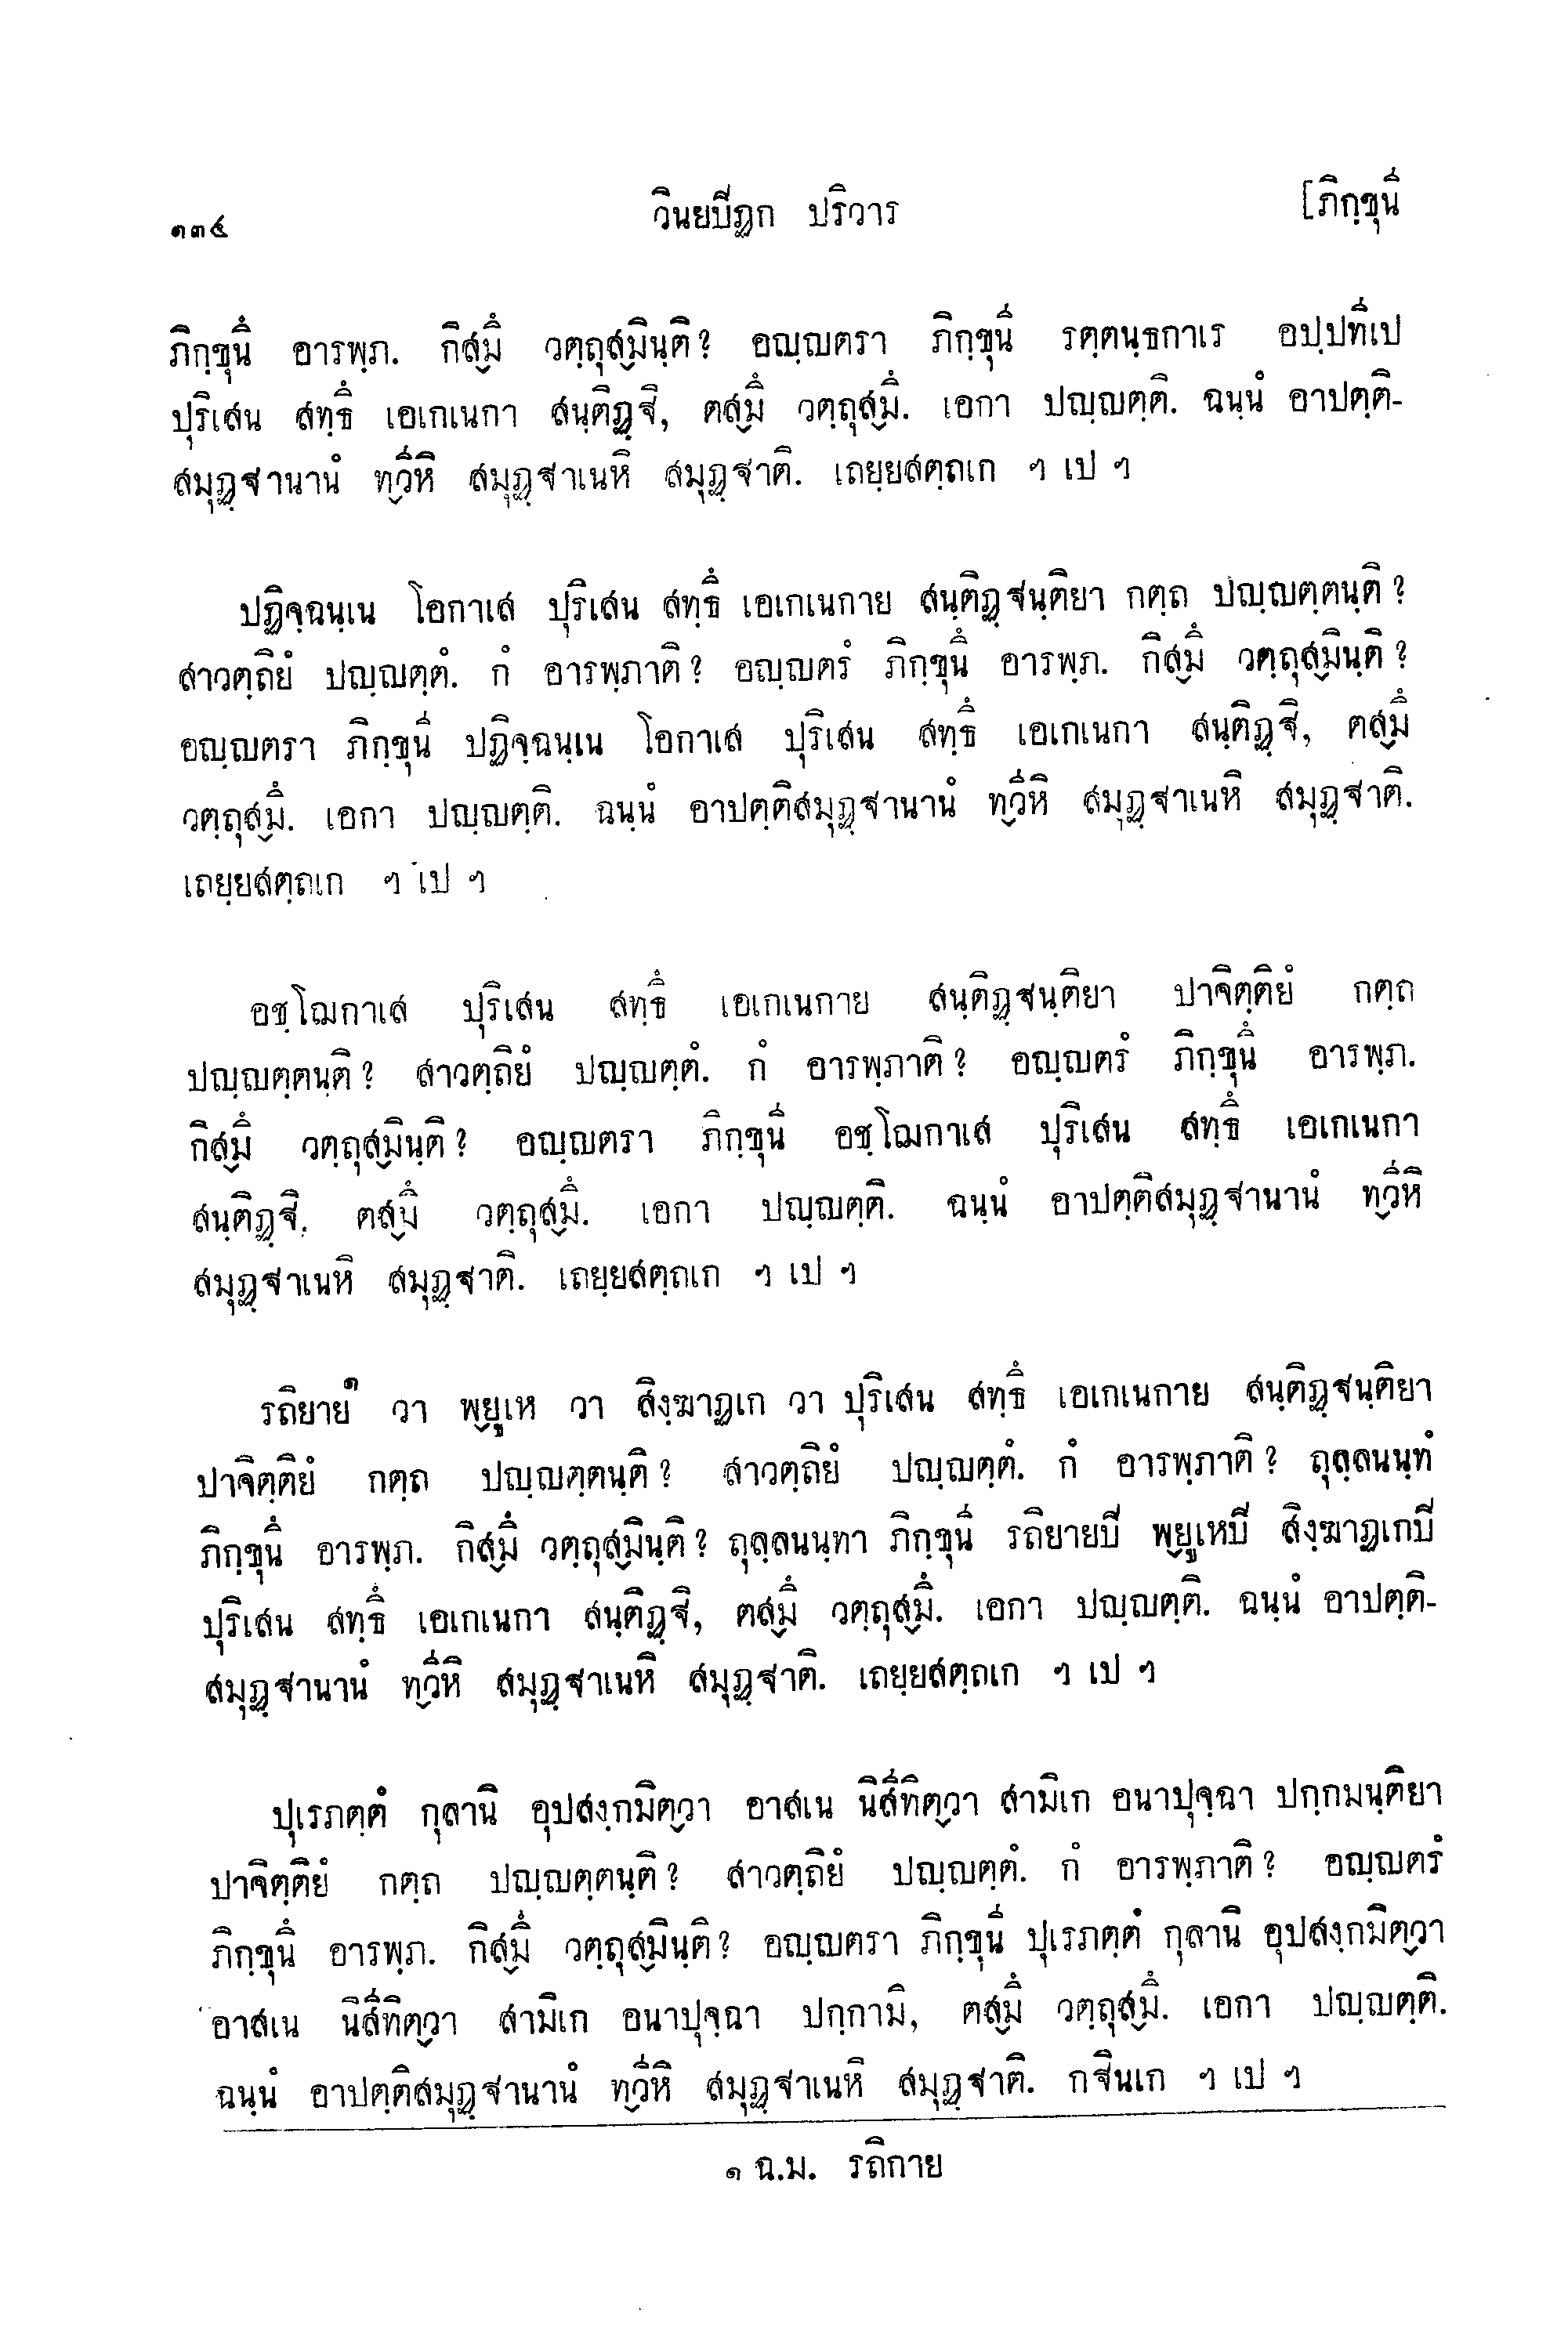 ๑๓๔ วินยปิฏก ปริวาร [ภิกฺขุนี
ภิกฺขุนึ อารพฺภ. กิสฺมึ วตฺถุสฺมินฺติ? อญฺญตรา ภิกฺขุนี รตฺตนฺธกาเร อปฺปทีเป
ปุริเสน สทฺธึ เอเกเนกา สนฺติฏฺฐิ, ตสฺมึ วตฺถุสฺมึ. เอกา ปญฺญตฺติ. ฉนฺนํ อาปตฺติ-
สมุฏฺฐานานํ ทฺวีหิ สมุฏฺฐาเนหิ สมุฏฺฐาติ. เถยฺยสตฺถเก ฯ เป ฯ
ปฏิจฺฉนฺเน โอกาเส ปุริเสน สทฺธึ เอเกเนกาย สนฺติฏฺฐนฺติยา กตฺถ ปญฺญตฺตนฺติ?
สาวตฺถิยํ ปญฺญตฺตํ. กํ อารพฺภาติ? อญฺญตรํ ภิกฺขุนึ อารพฺภ. กิสฺมึ วตฺถุสฺมินฺติ?
อญฺญตรา ภิกฺขุนี ปฏิจฺฉนฺเน โอกาเส ปุริเสน สทฺธึ เอเกเนกา สนฺติฏฺฐิ, ตสฺมึ
วตฺถุสฺมึ. เอกา ปญฺญตฺติ. ฉนฺนํ อาปตฺติสมุฏฺฐานานํ ทฺวีหิ สมุฏฺฐาเนหิ สมุฏฺฐาติ.
เถยฺยสตฺถเก ฯ เป ฯ
อชฺโฌกาเส ปุริเสน สทฺธึ เอเกเนกาย สนฺติฏฺฐนฺติยา ปาจิตฺติยํ กตฺถ
ปญฺญตฺตนฺติ? สาวตฺถิยํ ปญฺญตฺตํ. กํ อารพฺภาติ? อญฺญตรํ ภิกฺขุนึ อารพฺภ.
กิสฺมึ วตฺถุสฺมินฺติ? อญฺญตรา ภิกฺขุนี อชฺโฌกาเส ปุริเสน สทฺธึ เอเกเนกา
สนฺติฏฺฐิ, ตสฺมึ วตฺถุสฺมึ. เอกา ปญฺญตฺติ. ฉนฺนํ อาปตฺติสมุฏฺฐานานํ ทฺวีหิ
สมุฏฺฐาเนหิ สมุฏฺฐาติ. เถยฺยสตฺถเก ฯ เป ฯ
รถิยาย๑ วา พฺยูเห วา สิงฺฆาฏเก วา ปุริเสน สทฺธึ เอเกเนกาย สนฺติฏฺฐนฺติยา
ปาจิตฺติยํ กตฺถ ปญฺญตฺตนฺติ? สาวตฺถิยํ ปญฺญตฺตํ. กํ อารพฺภาติ? ถุลฺลนนฺทํ
ภิกฺขุนึ อารพฺภ. กิสฺมึ วตฺถุสฺมินฺติ? ถุลฺลนนฺทา ภิกฺขุนี รถิยายปิ พฺยูเหปิ สิงฺฆาฏเกปิ
ปุริเสน สทฺธึ เอเกเนกา สนฺติฏฺฐิ, ตสฺมึ วตฺถุสฺมึ. เอกา ปญฺญตฺติ. ฉนฺนํ อาปตฺติ-
สมุฏฺฐานานํ ทฺวีหิ สมุฏฺฐาเนหิ สมุฏฺฐาติ. เถยฺยสตฺถเก ฯ เป ฯ
ปุเรภตฺตํ กุลานิ อุปสงฺกมิตฺวา อาสเน นิสีทิตฺวา สามิเก อนาปุจฺฉา ปกฺกมนฺติยา
ปาจิตฺติยํ กตฺถ ปญฺญตฺตนฺติ? สาวตฺถิยํ ปญฺญตฺตํ. กํ อารพฺภาติ? อญฺญตรํ
ภิกฺขุนึ อารพฺภ. กิสฺมึ วตฺถุสฺมินฺติ? อญฺญตรา ภิกฺขุนี ปุเรภตฺตํ กุลานิ อุปสงฺกมิตฺวา
อาสเน นิสีทิตฺวา สามิเก อนาปุจฺฉา ปกฺกามิ, ตสฺมึ วตฺถุสฺมึ. เอกา ปญฺญตฺติ.
ฉนฺนํ อาปตฺติสมุฏฺฐานานํ ทฺวีหิ สมุฏฺฐาเนหิ สมุฏฺฐาติ. กฐินเก ฯ เป ฯ
๑ ฉ.ม. รถิกาย